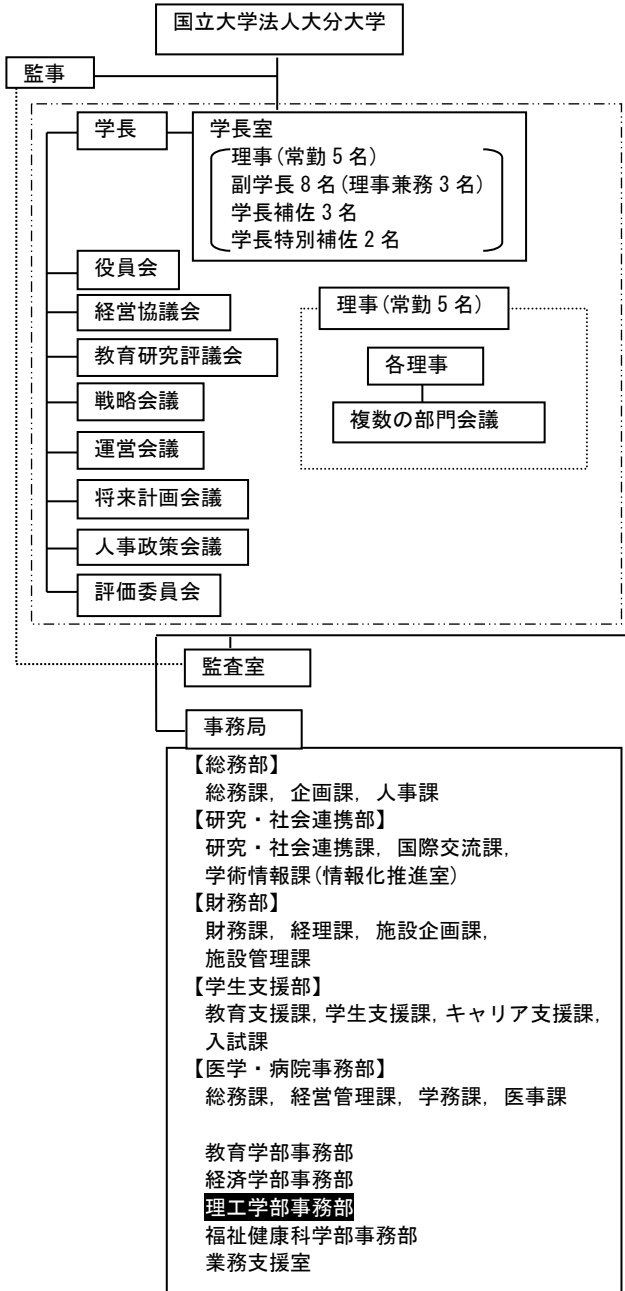 国立大学法人大分大学
監事
学長
学長室
理事(常勤5名)
副学長8名(理事兼務3名)
学長補佐3名
学長特別補佐2名
役員会
経営協議会
教育研究評議会
戦略会議
運営会議
将来計画会議
人事政策会議
評価委員会
理事(常勤5名)
各理事
複数の部門会議
監査室
事務局
【総務部】
総務課,企画課,人事課
【研究・社会連携部】
研究・社会連携課,国際交流課,
学術情報課(情報化推進室)
【財務部】
財務課,経理課,施設企画課,
施設管理課
【学生支援部】
教育支援課,学生支援課,キャリア支援課,
入試課
【医学・病院事務部】
総務課,経営管理課,学務課,医事課
教育学部事務部
経済学部事務部
理工学部事務部
福祉健康科学部事務部
業務支援室